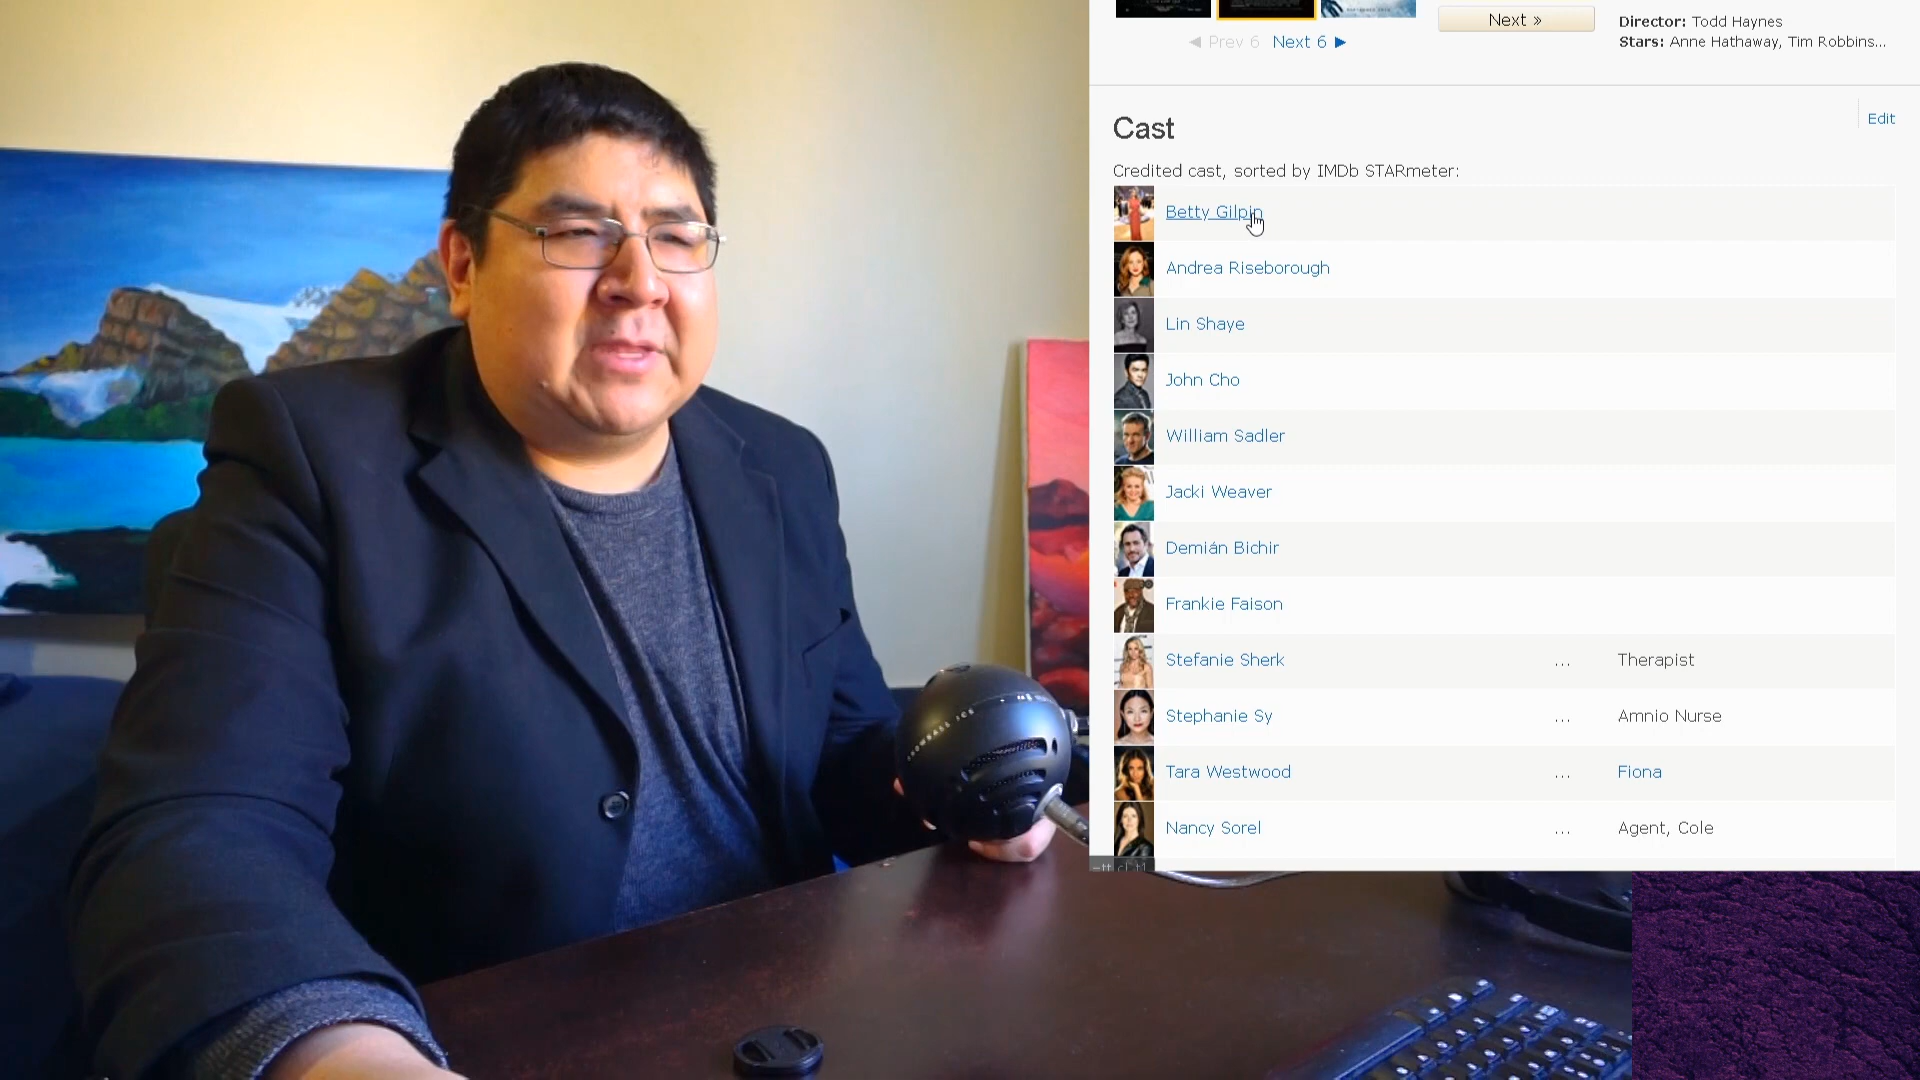 Next »
Director: Todd Haynes
Stars: Anne Hathaway, Tim Robbins...
◀ Prev 6 Next 6 ▶
Cast
Edit
Credited cast, sorted by IMDb STARmeter:
Betty Gilpin
Andrea Riseborough
Lin Shaye
John Cho
William Sadler
Jacki Weaver
Demián Bichir
Frankie Faison
Stefanie Sherk ... Therapist
Stephanie Sy ... Amnio Nurse
Tara Westwood ... Fiona
Nancy Sorel ... Agent, Cole
SNOWBALL ICE